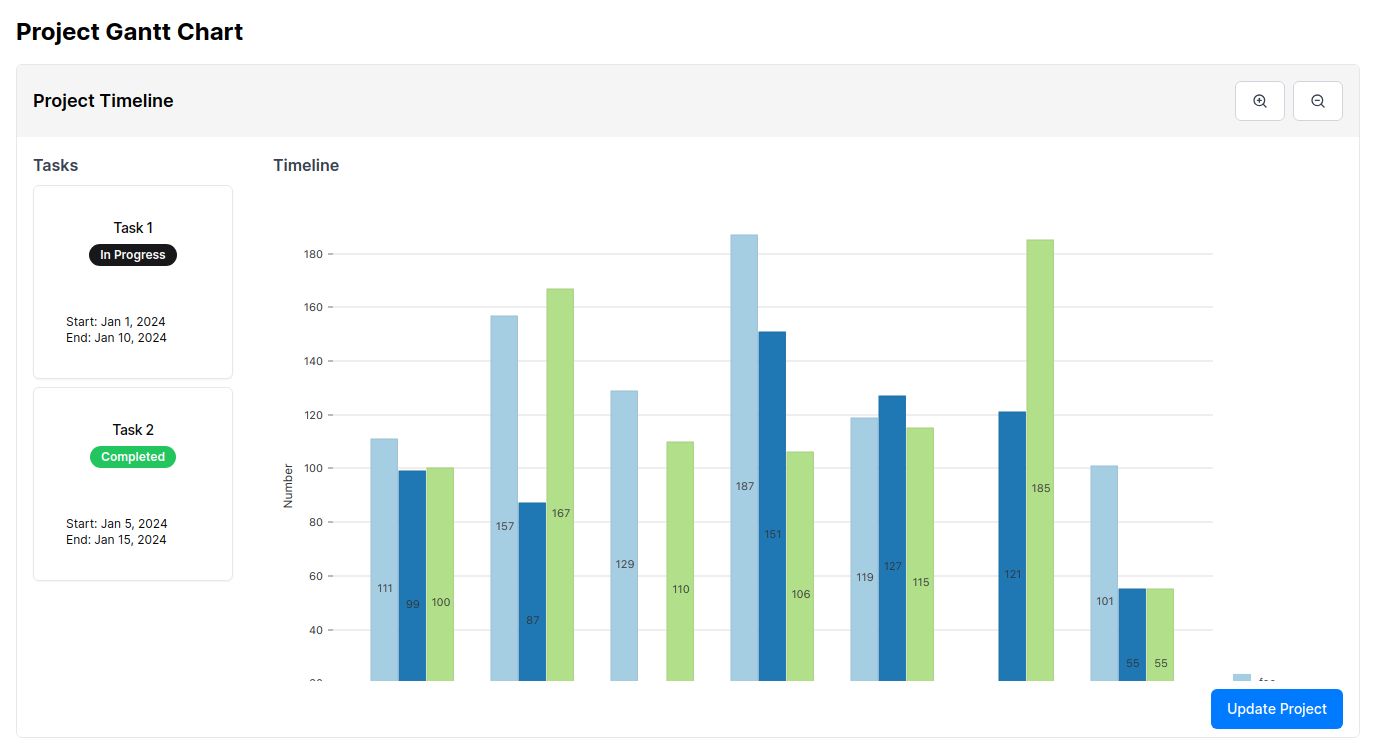 Project Gantt Chart
Project Timeline
Tasks
Timeline
Task 1
In Progress
Start: Jan 1, 2024
End: Jan 10, 2024
Task 2
Completed
Start: Jan 5, 2024
End: Jan 15, 2024
Number
180
160
140
120
100
80
60
40
111
99
100
157
87
167
129
110
187
151
106
119
127
115
121
185
101
55
55
Update Project